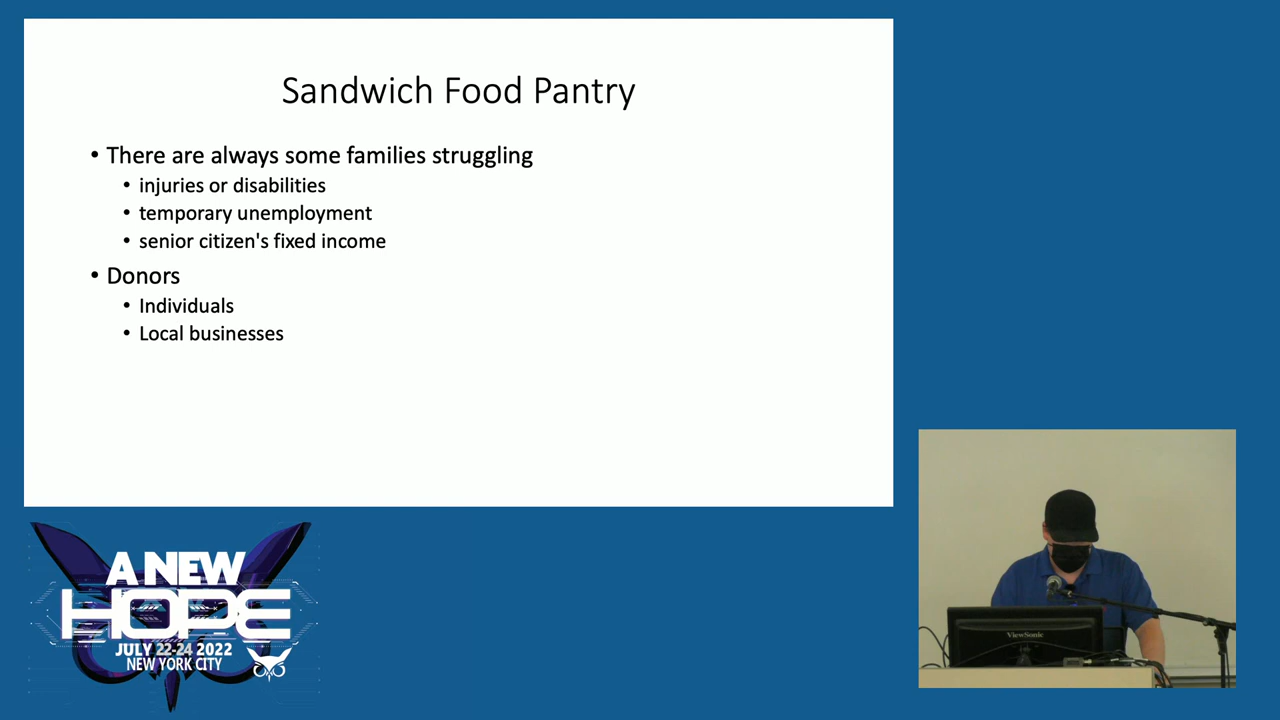 Sandwich Food Pantry
• There are always some families struggling
• injuries or disabilities
• temporary unemployment
• senior citizen's fixed income
• Donors
• Individuals
• Local businesses
A NEW
HOPE
JULY 22-24 2022
NEW YORK CITY
ViewSonic